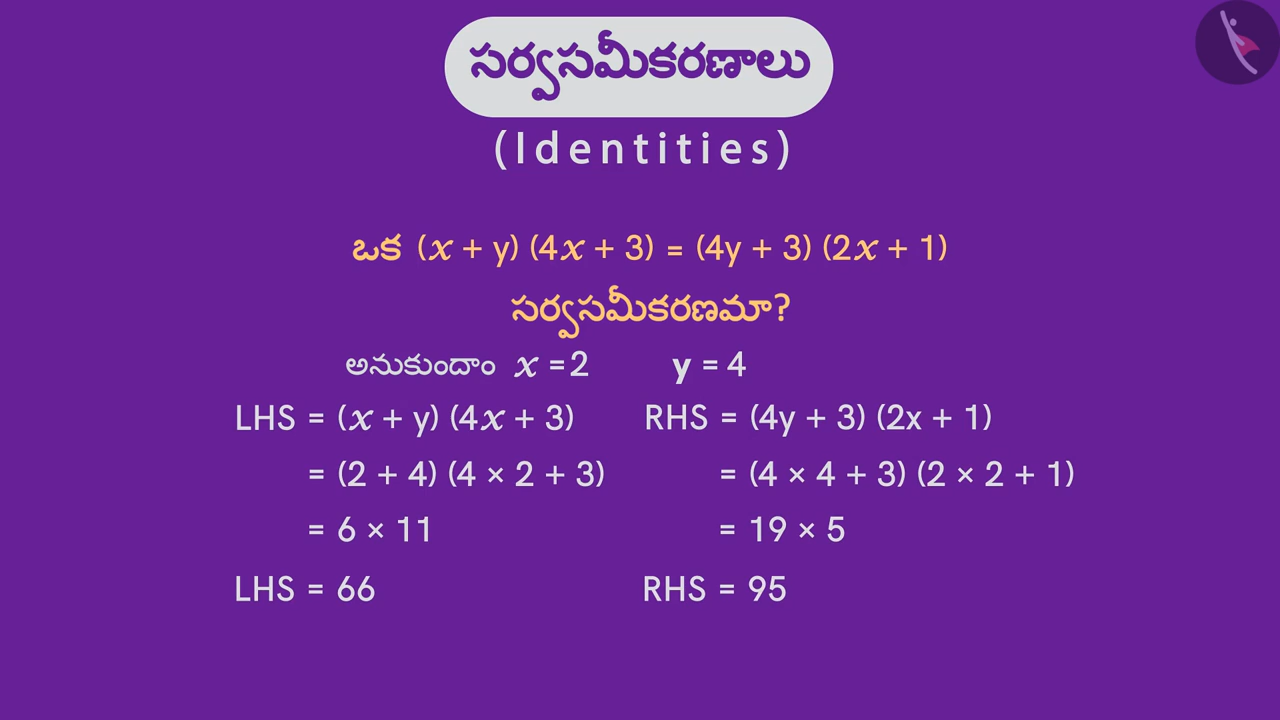 సర్వసమీకరణాలు
(Identities)
ఒక (x + y) (4x + 3) = (4y + 3) (2x + 1)
సర్వసమీకరణమా?
అనుకుందాం x =2 y = 4
LHS = (x + y) (4x + 3) RHS = (4y + 3) (2x + 1)
= (2 + 4) (4 × 2 + 3) = (4 × 4 + 3) (2 × 2 + 1)
= 6 × 11 = 19 × 5
LHS = 66 RHS = 95